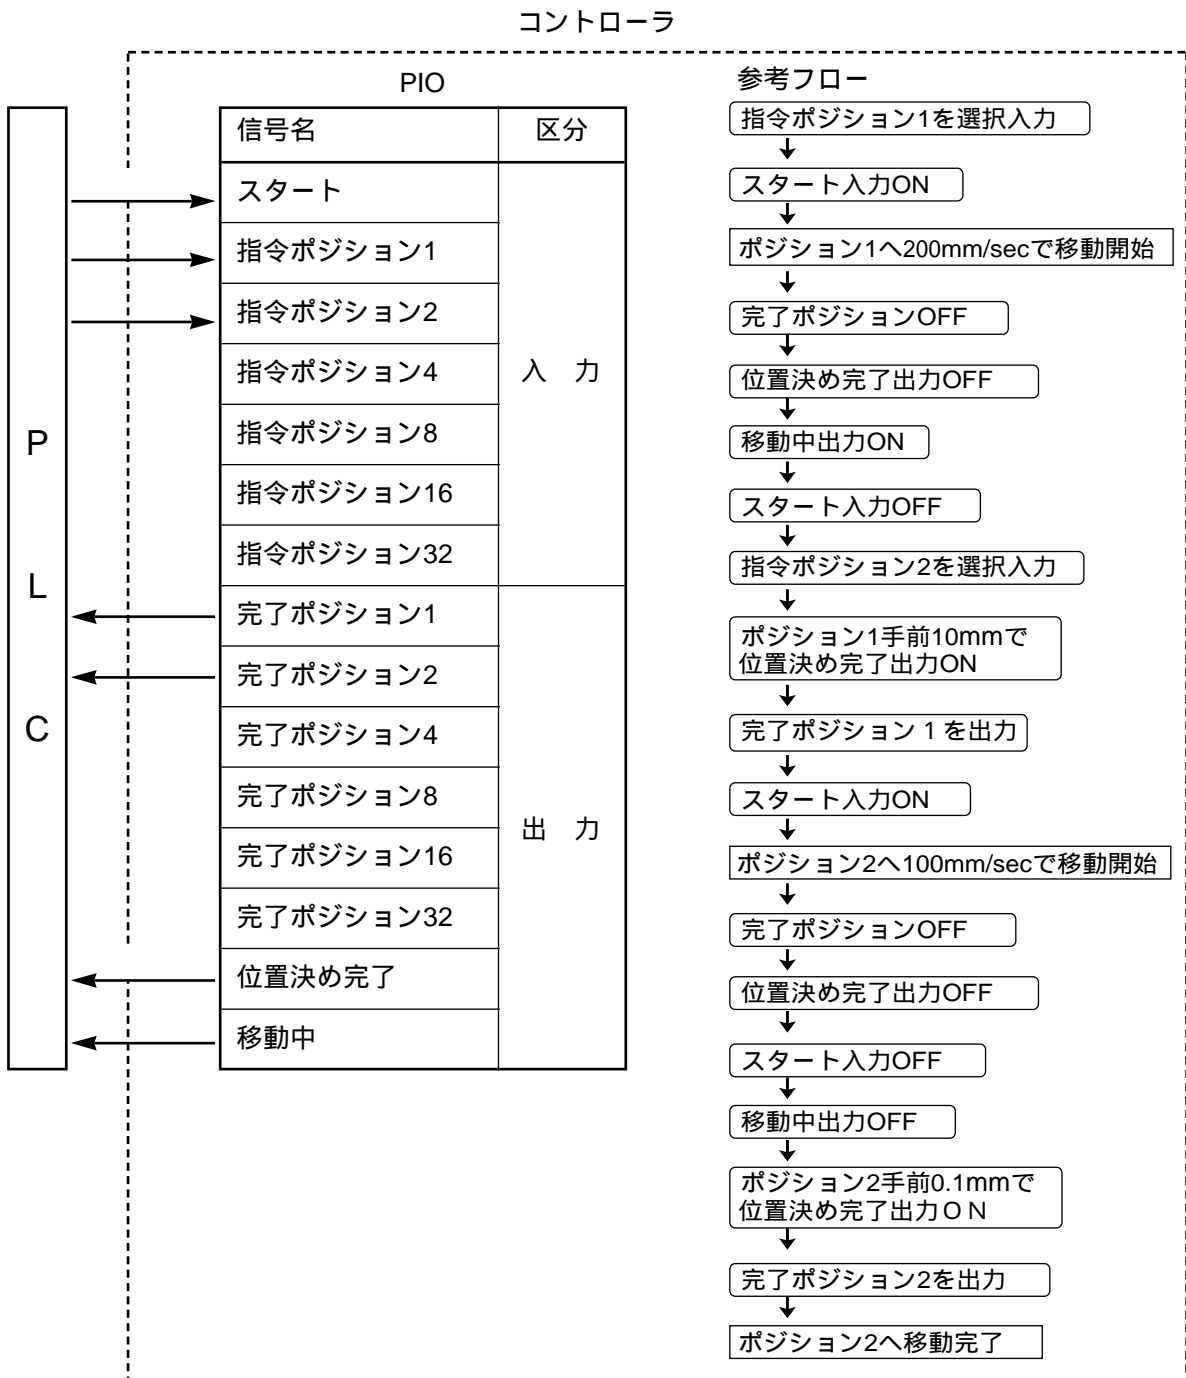 コントローラ
PIO
信号名
区分
スタート
指令ポジション1
指令ポジション2
指令ポジション4
指令ポジション8
指令ポジション16
指令ポジション32
入 力
完了ポジション1
完了ポジション2
完了ポジション4
完了ポジション8
完了ポジション16
完了ポジション32
位置決め完了
移動中
出 力
P
L
C
参考フロー
指令ポジション1を選択入力
スタート入力ON
ポジション1へ200mm/secで移動開始
完了ポジションOFF
位置決め完了出力OFF
移動中出力ON
スタート入力OFF
指令ポジション2を選択入力
ポジション1手前10mmで
位置決め完了出力ON
完了ポジション1を出力
スタート入力ON
ポジション2へ100mm/secで移動開始
完了ポジションOFF
位置決め完了出力OFF
スタート入力OFF
移動中出力OFF
ポジション2手前0.1mmで
位置決め完了出力ON
完了ポジション2を出力
ポジション2へ移動完了